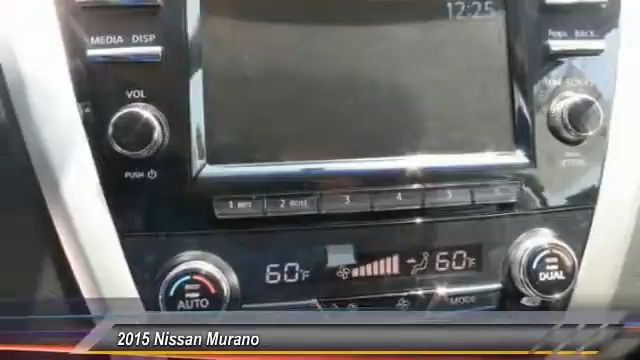 12:25
MEDIA DISP
VOL
PUSH
BACK
1 2 3 4 5
60°F 60°F
AUTO
DUAL
MODE
2015 Nissan Murano